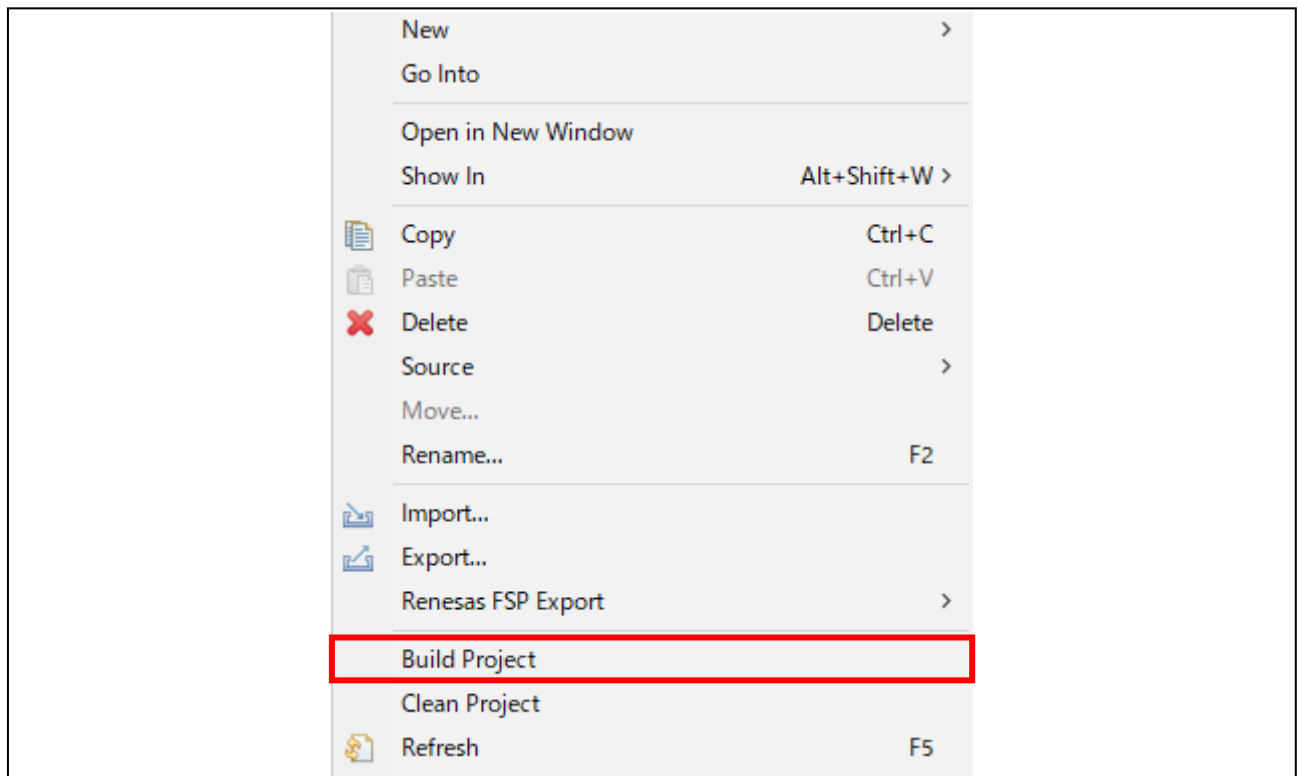 New >
Go Into
Open in New Window
Show In Alt+Shift+W >
Copy Ctrl+C
Paste Ctrl+V
Delete Delete
Source >
Move...
Rename... F2
Import...
Export...
Renesas FSP Export >
Build Project
Clean Project
Refresh F5